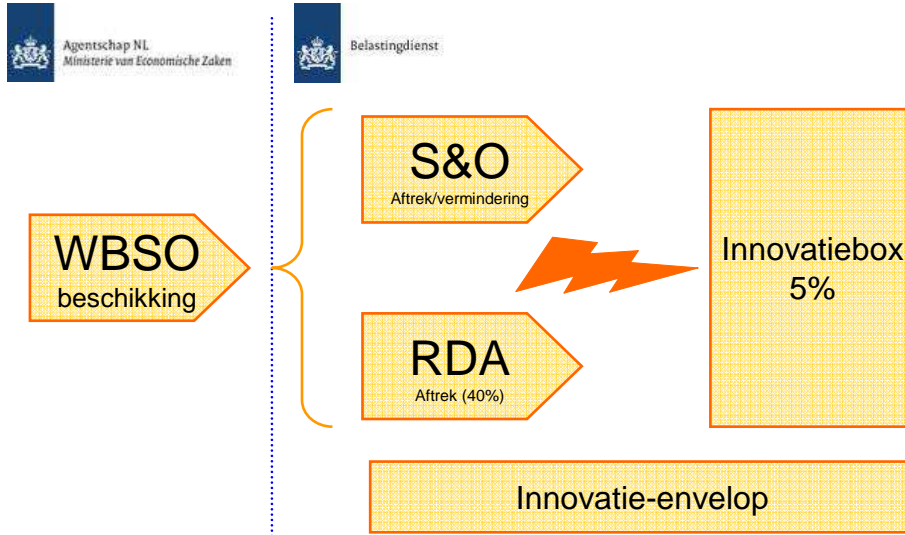 Agentschap NL
Ministerie van Economische Zaken
Belastingdienst
WBSO
beschikking
S&O
Aftrek/vermindering
RDA
Aftrek (40%)
Innovatiebox
5%
Innovatie-envelop